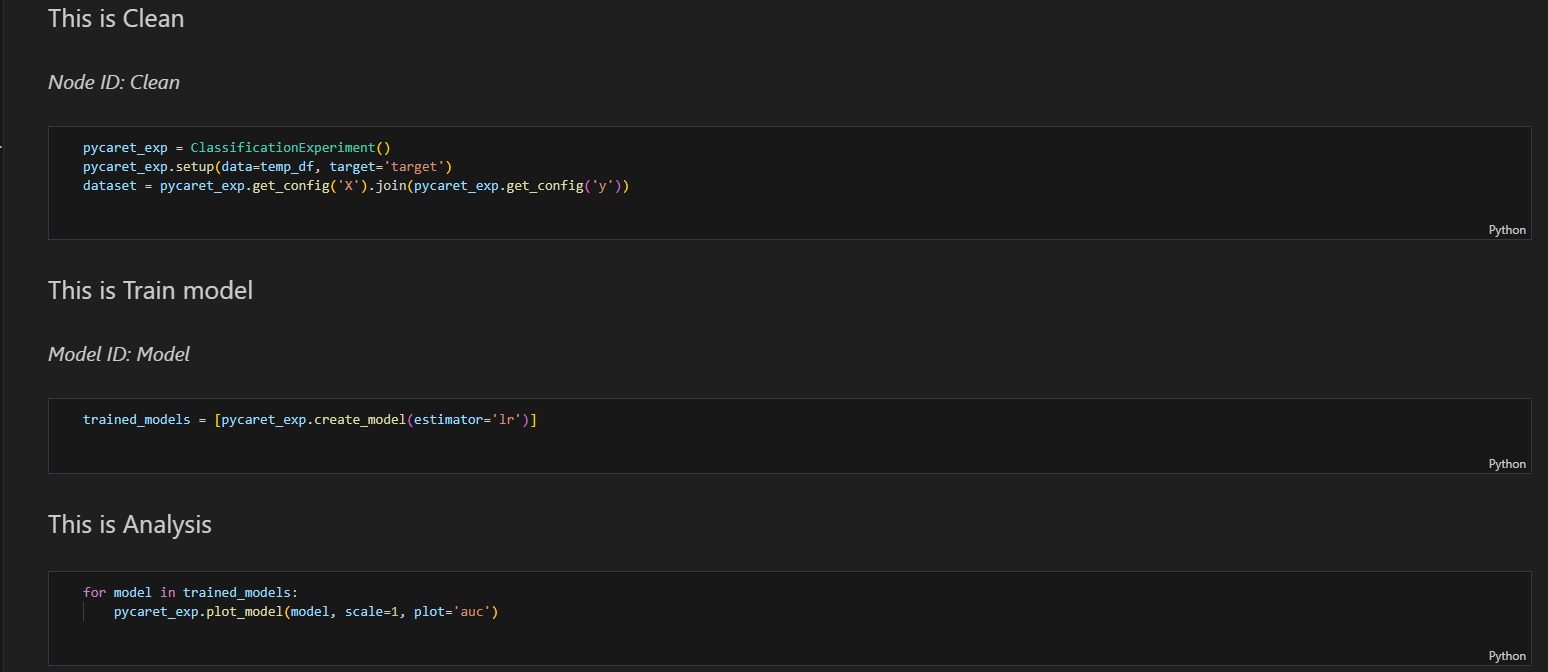 This is Clean
Node ID: Clean
pycaret_exp = ClassificationExperiment()
pycaret_exp.setup(data=temp_df, target='target')
dataset = pycaret_exp.get_config('X').join(pycaret_exp.get_config('y'))
Python
This is Train model
Model ID: Model
trained_models = [pycaret_exp.create_model(estimator='lr')]
Python
This is Analysis
for model in trained_models:
    pycaret_exp.plot_model(model, scale=1, plot='auc')
Python